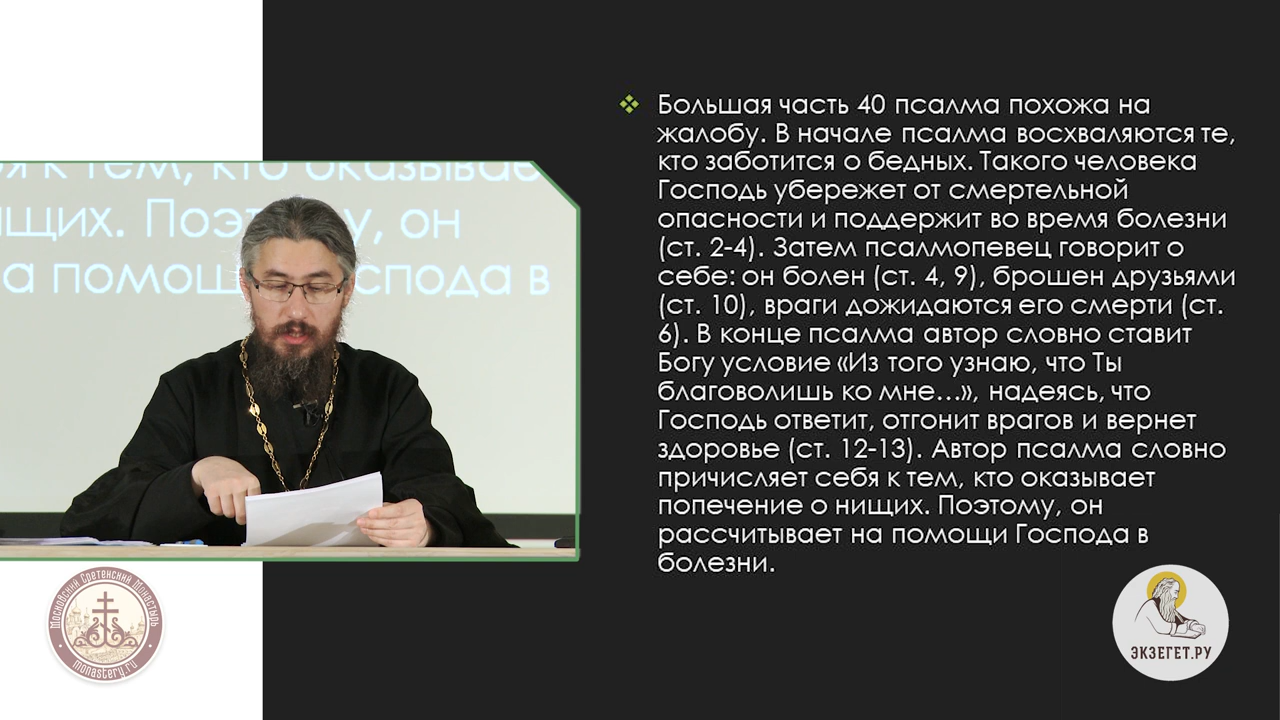 я к тем, кто оказывае
ищих. Поэтому, он
а помощ спода в
Большая часть 40 псалма похожа на
жалобу. В начале псалма восхваляются те,
кто заботится о бедных. Такого человека
Господь убережет от смертельной
опасности и поддержит во время болезни
(ст. 2-4). Затем псалмопевец говорит о
себе: он болен (ст. 4, 9), брошен друзьями
(ст. 10), враги дожидаются его смерти (ст.
6). В конце псалма автор словно ставит
Богу условие «Из того узнаю, что Ты
благоволишь ко мне...», надеясь, что
Господь ответит, отгонит врагов и вернет
здоровье (ст. 12-13). Автор псалма словно
причисляет себя к тем, кто оказывает
попечение о нищих. Поэтому, он
рассчитывает на помощи Господа в
болезни.
Московский Сретенский Монастырь
monastery.ru
ЭКЗЕГЕТ.РУ